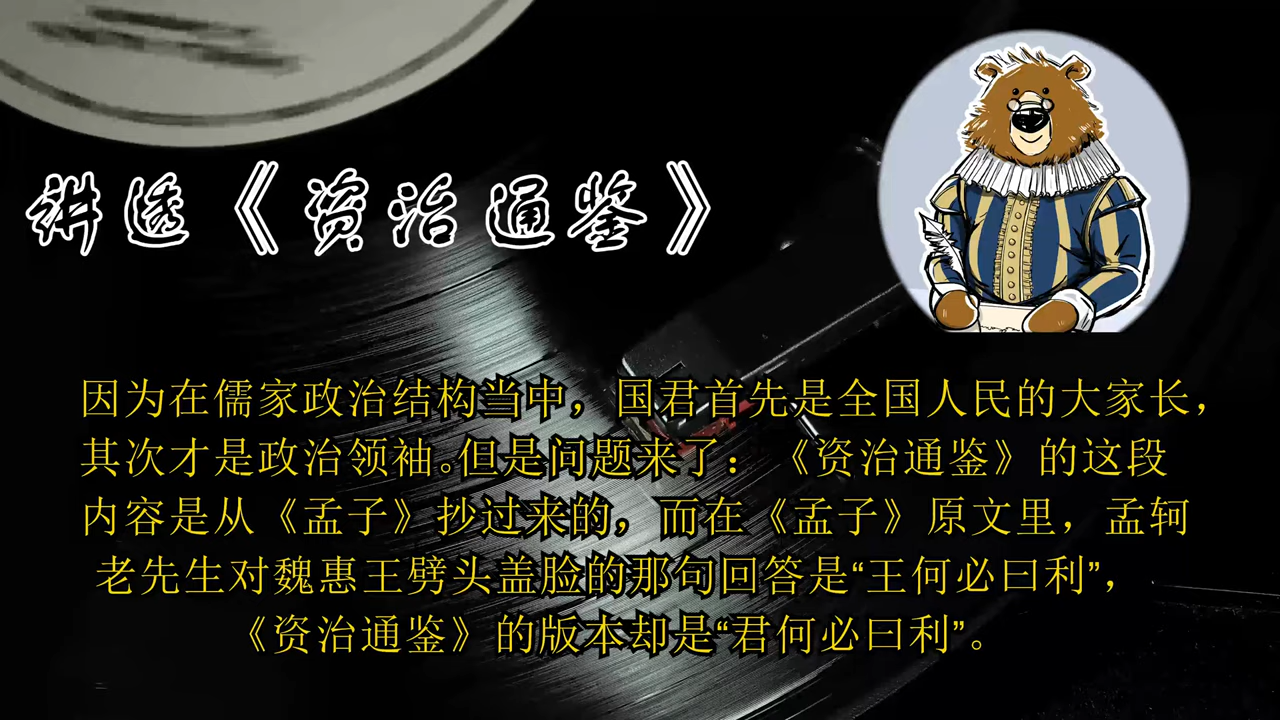 讲透《资治通鉴》
因为在儒家政治结构当中，国君首先是全国人民的大家长，
其次才是政治领袖。但是问题来了：《资治通鉴》的这段
内容是从《孟子》抄过来的，而在《孟子》原文里，孟轲
老先生对魏惠王劈头盖脸的那句回答是“王何必曰利”，
《资治通鉴》的版本却是“君何必曰利”。